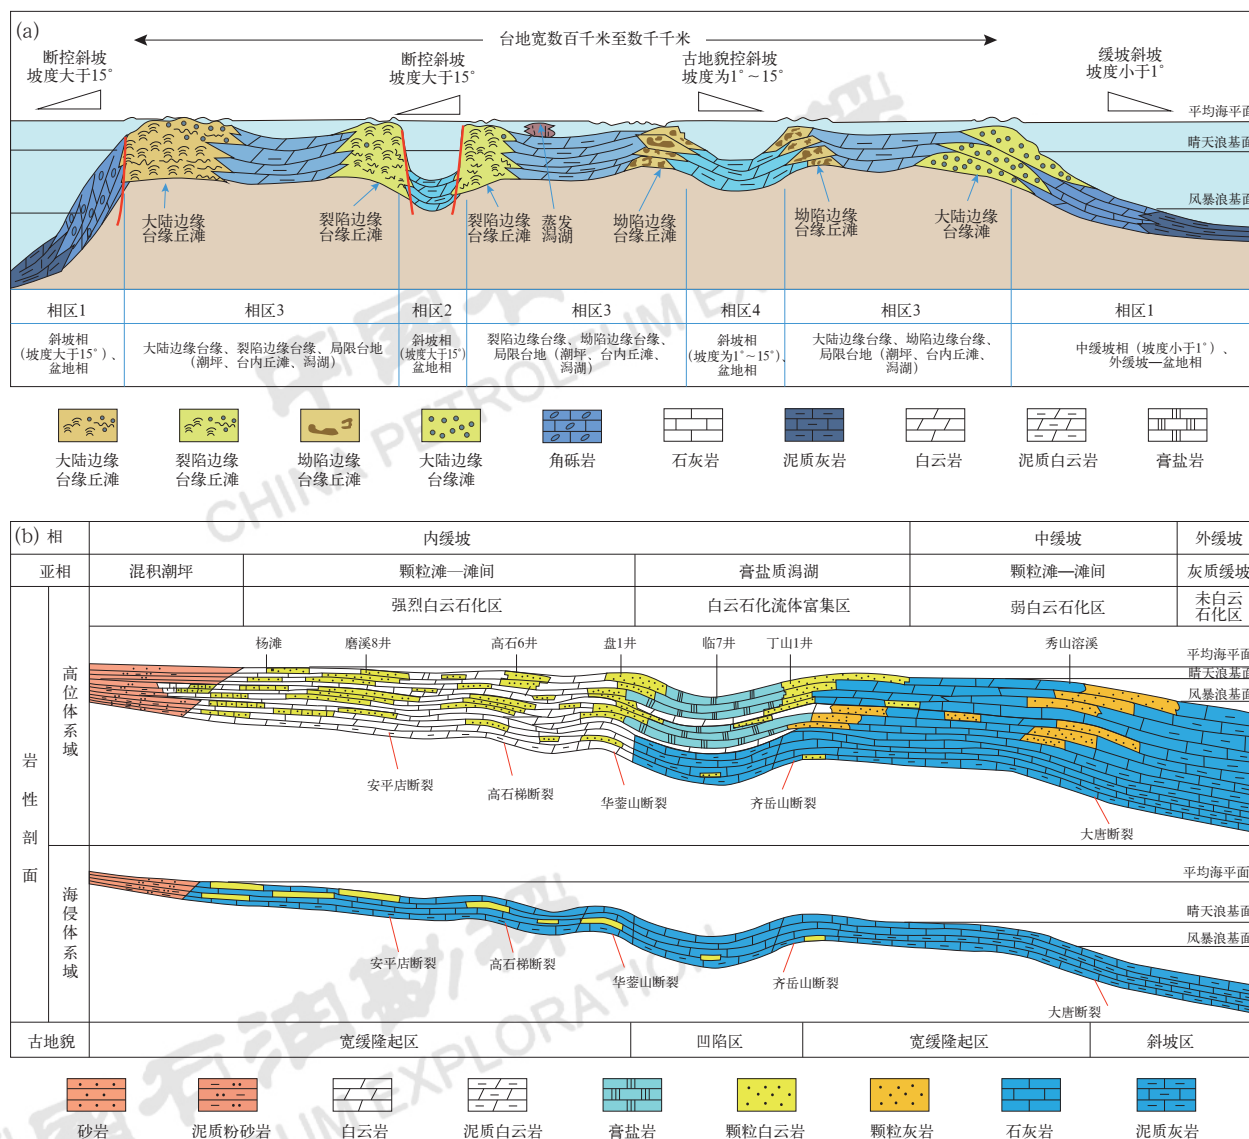 (a)
台地宽数百千米至数千千米
断控斜坡
坡度大于15°
断控斜坡
坡度大于15°
古地貌控斜坡
坡度为1°～15°
缓坡斜坡
坡度小于1°
平均海平面
晴天浪基面
风暴浪基面
大陆边缘
台缘丘滩
裂陷边缘
台缘丘滩
裂陷边缘
台缘丘滩
蒸发
潟湖
坳陷边缘
台缘丘滩
坳陷边缘
台缘丘滩
大陆边缘
台缘滩
相区1
相区3
相区2
相区3
相区4
相区3
相区1
斜坡相
（坡度大于15°）、
盆地相
大陆边缘台缘、裂陷边缘台缘、局限台地
（潮坪、台内丘滩、潟湖）
斜坡相
（坡度大于15°）
盆地相
裂陷边缘台缘、坳陷边缘台缘、
局限台地（潮坪、台内丘滩、
潟湖）
斜坡相
（坡度为1°～15°）、
盆地相
大陆边缘台缘、坳陷边缘台缘、
局限台地（潮坪、台内丘滩、
潟湖）
中缓坡相（坡度小于1°）、
外缓坡—盆地相
大陆边缘
台缘丘滩
裂陷边缘
台缘丘滩
坳陷边缘
台缘丘滩
大陆边缘
台缘滩
角砾岩
石灰岩
泥质灰岩
白云岩
泥质白云岩
膏盐岩
中国石油勘探
CHINA PETROLEUM EXPLORATION
(b)
相
内缓坡
中缓坡
外缓坡
亚相
混积潮坪
颗粒滩—滩间
膏盐质潟湖
颗粒滩—滩间
灰质缓坡
强烈白云石化区
白云石化流体富集区
弱白云石化区
未白云
石化区
岩性剖面
高位体系域
杨滩
磨溪8井
高石6井
盘1井
临7井
丁山1井
秀山溶溪
平均海平面
晴天浪基面
风暴浪基面
安平店断裂
高石梯断裂
华蓥山断裂
齐岳山断裂
大唐断裂
海侵体系域
平均海平面
晴天浪基面
风暴浪基面
安平店断裂
高石梯断裂
华蓥山断裂
齐岳山断裂
大唐断裂
古地貌
宽缓隆起区
凹陷区
宽缓隆起区
斜坡区
砂岩
泥质粉砂岩
白云岩
泥质白云岩
膏盐岩
颗粒白云岩
颗粒灰岩
石灰岩
泥质灰岩